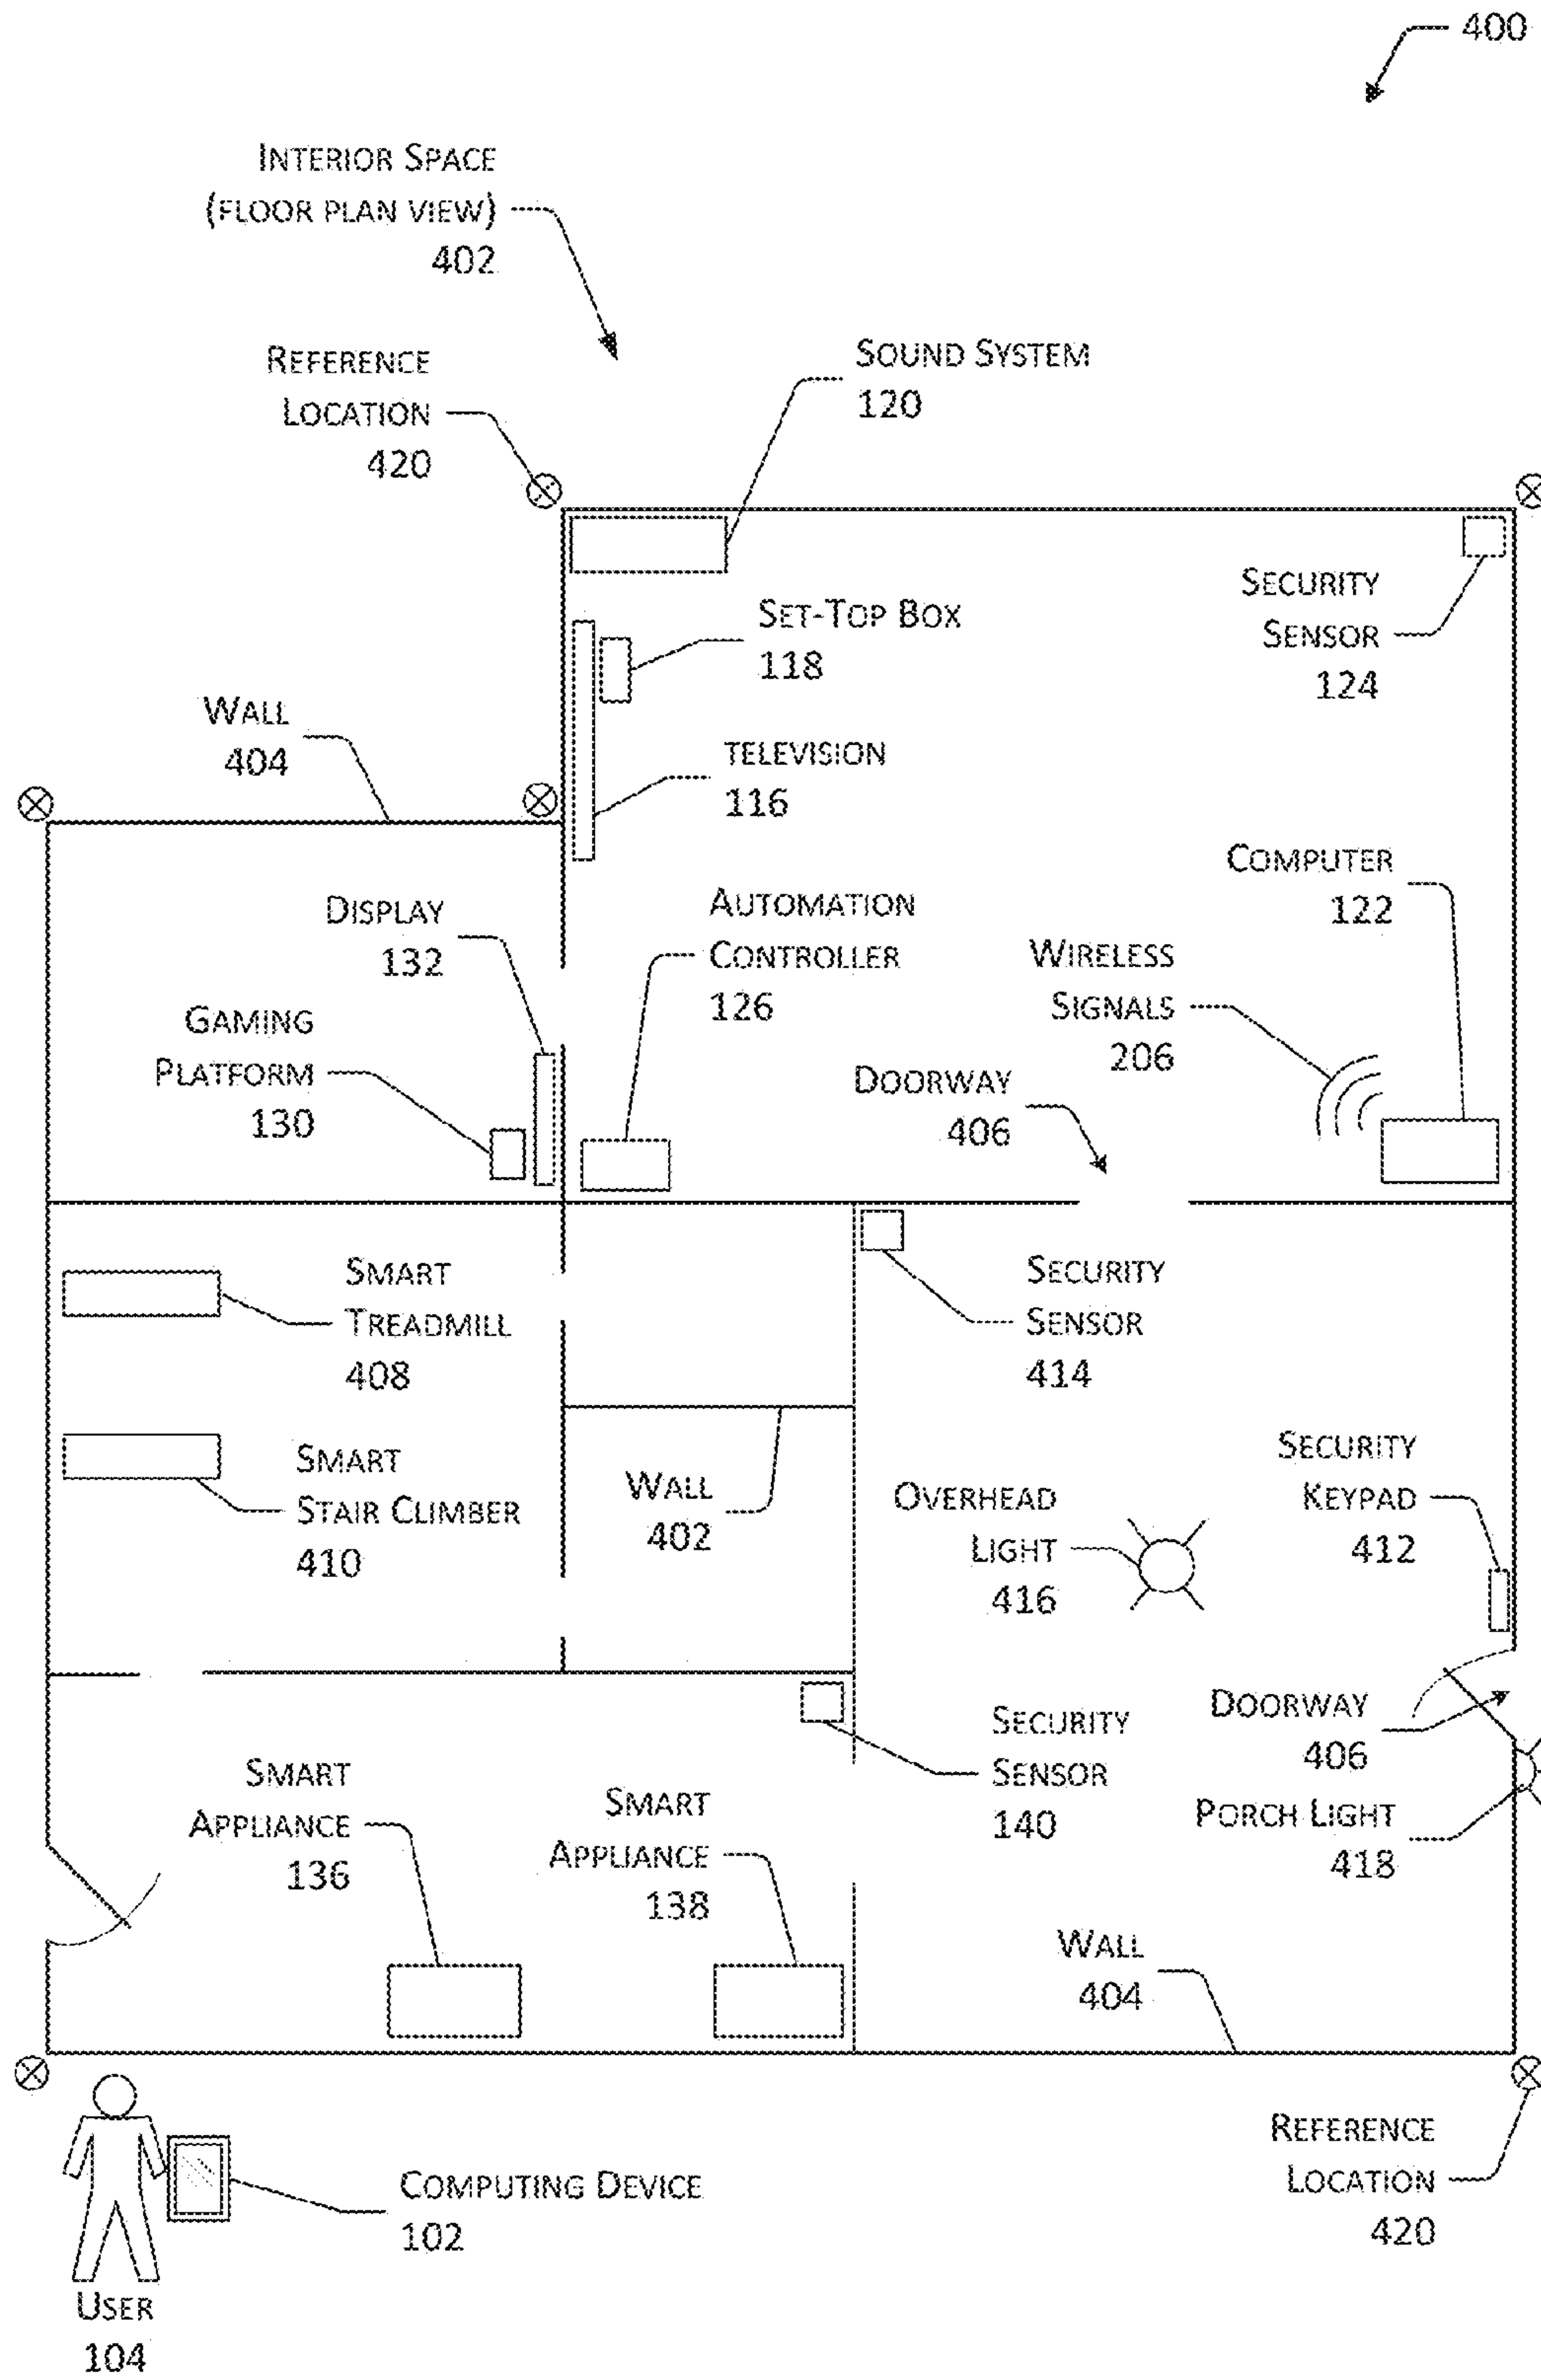 400
INTERIOR SPACE
(FLOOR PLAN VIEW)
402
REFERENCE
LOCATION
420
SOUND SYSTEM
120
SET-TOP BOX
118
SECURITY
SENSOR
124
WALL
404
TELEVISION
116
COMPUTER
122
DISPLAY
132
AUTOMATION
CONTROLLER
126
WIRELESS
SIGNALS
206
GAMING
PLATFORM
130
DOORWAY
406
SMART
TREADMILL
408
SECURITY
SENSOR
414
SMART
STAIR CLIMBER
410
WALL
402
OVERHEAD
LIGHT
416
SECURITY
KEYPAD
412
SMART
APPLIANCE
136
SMART
APPLIANCE
138
SECURITY
SENSOR
140
DOORWAY
406
PORCH LIGHT
418
WALL
404
COMPUTING DEVICE
102
REFERENCE
LOCATION
420
USER
104